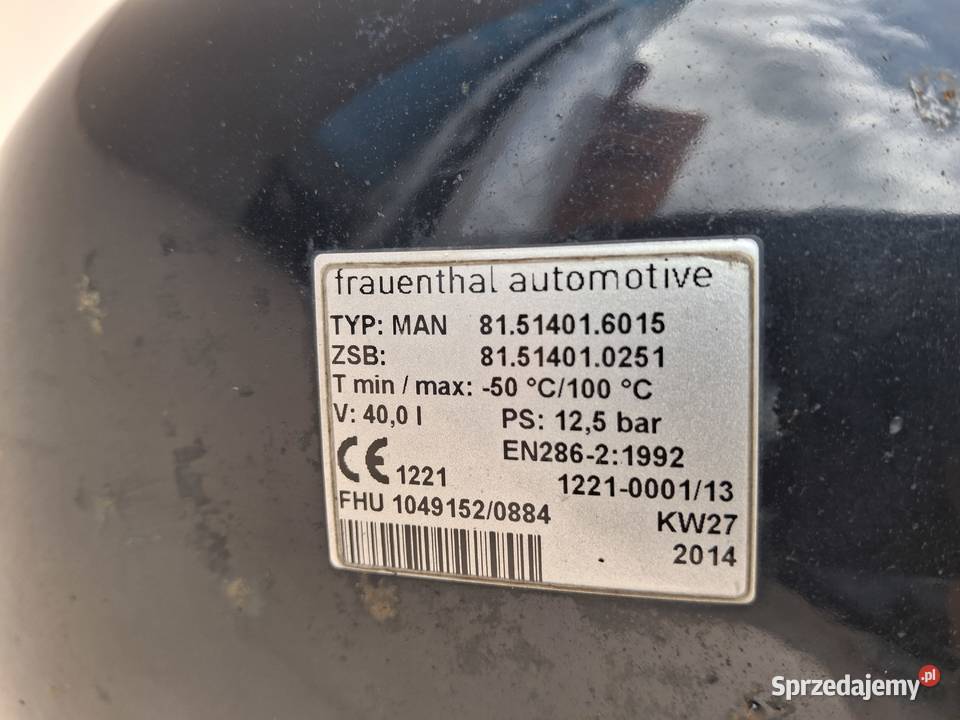 frauenthal automotive
TYP: MAN 81.51401.6015
ZSB: 81.51401.0251
T min / max: -50 °C/100 °C
V: 40,0 l PS: 12,5 bar
EN286-2:1992
CE 1221 1221-0001/13
FHU 1049152/0884 KW27
2014
Sprzedajemy.pl